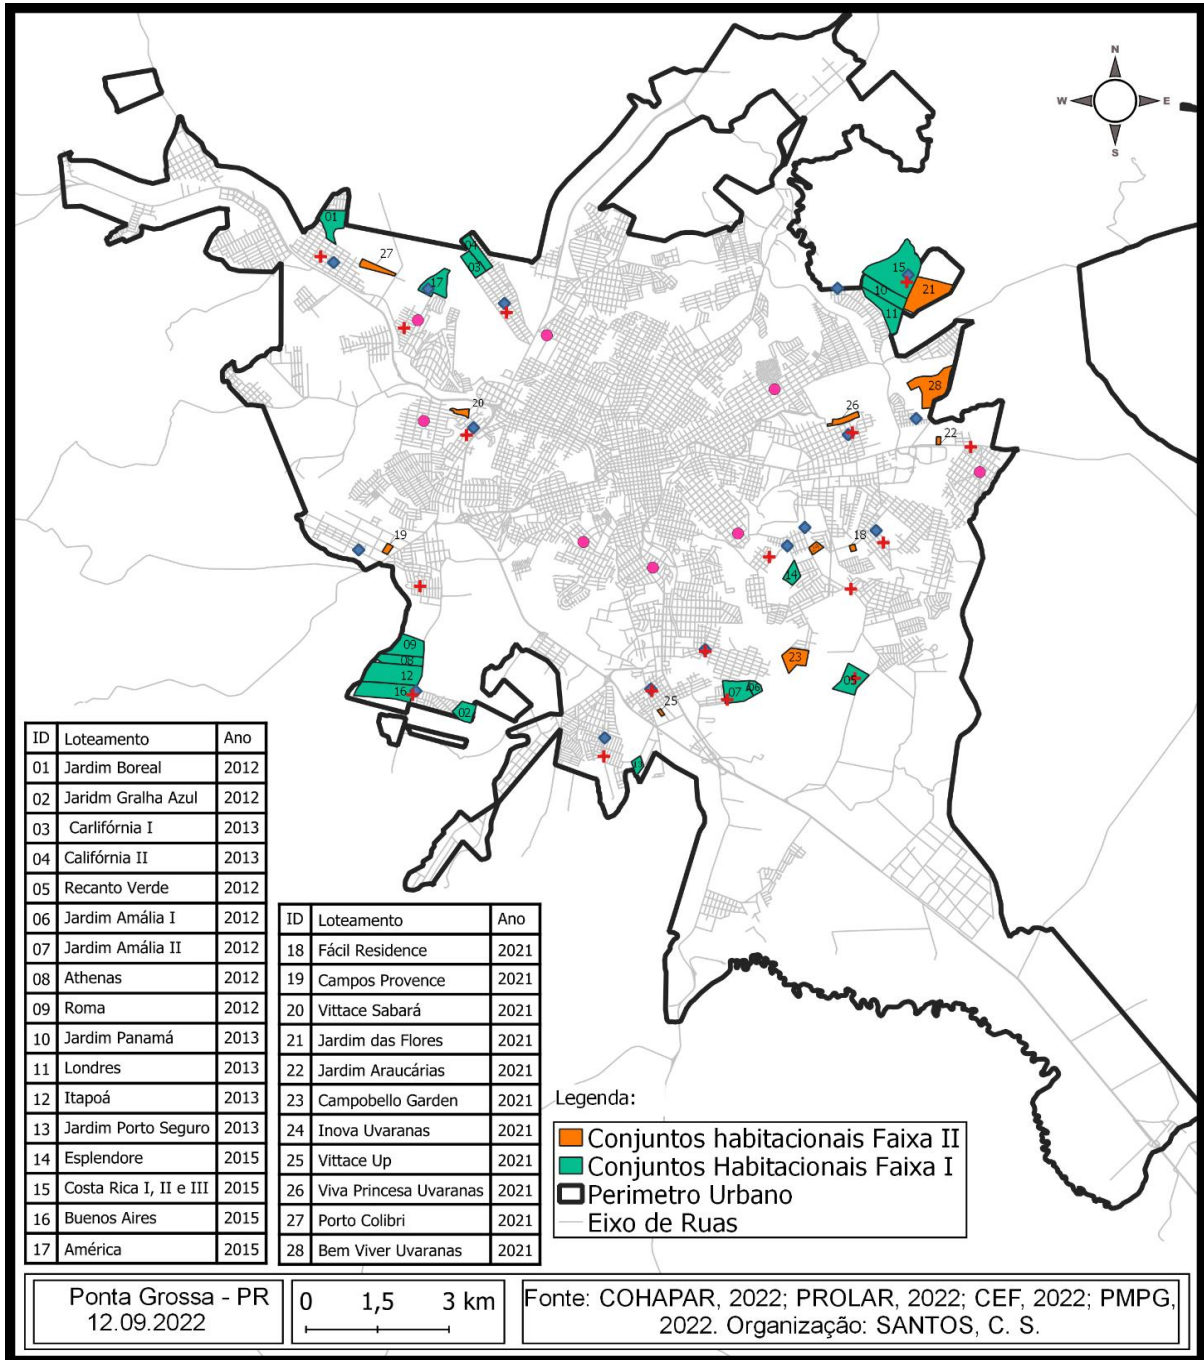 N
W E
S
01
27
04
03
17
15
10
21
11
28
20
26
22
19
18
14
09
08
12
16
02
23
05
07 06
25
13
ID Loteamento Ano
01 Jardim Boreal 2012
02 Jaridm Gralha Azul 2012
03 Carlifórnia I 2013
04 Califórnia II 2013
05 Recanto Verde 2012
06 Jardim Amália I 2012
07 Jardim Amália II 2012
08 Athenas 2012
09 Roma 2012
10 Jardim Panamá 2013
11 Londres 2013
12 Itapoá 2013
13 Jardim Porto Seguro 2013
14 Esplendore 2015
15 Costa Rica I, II e III 2015
16 Buenos Aires 2015
17 América 2015
ID Loteamento Ano
18 Fácil Residence 2021
19 Campos Provence 2021
20 Vittace Sabará 2021
21 Jardim das Flores 2021
22 Jardim Araucárias 2021
23 Campobello Garden 2021
24 Inova Uvaranas 2021
25 Vittace Up 2021
26 Viva Princesa Uvaranas 2021
27 Porto Colibri 2021
28 Bem Viver Uvaranas 2021
Legenda:
Conjuntos habitacionais Faixa II
Conjuntos Habitacionais Faixa I
Perimetro Urbano
Eixo de Ruas
Ponta Grossa - PR
12.09.2022
0 1,5 3 km
Fonte: COHAPAR, 2022; PROLAR, 2022; CEF, 2022; PMPG,
2022. Organização: SANTOS, C. S.